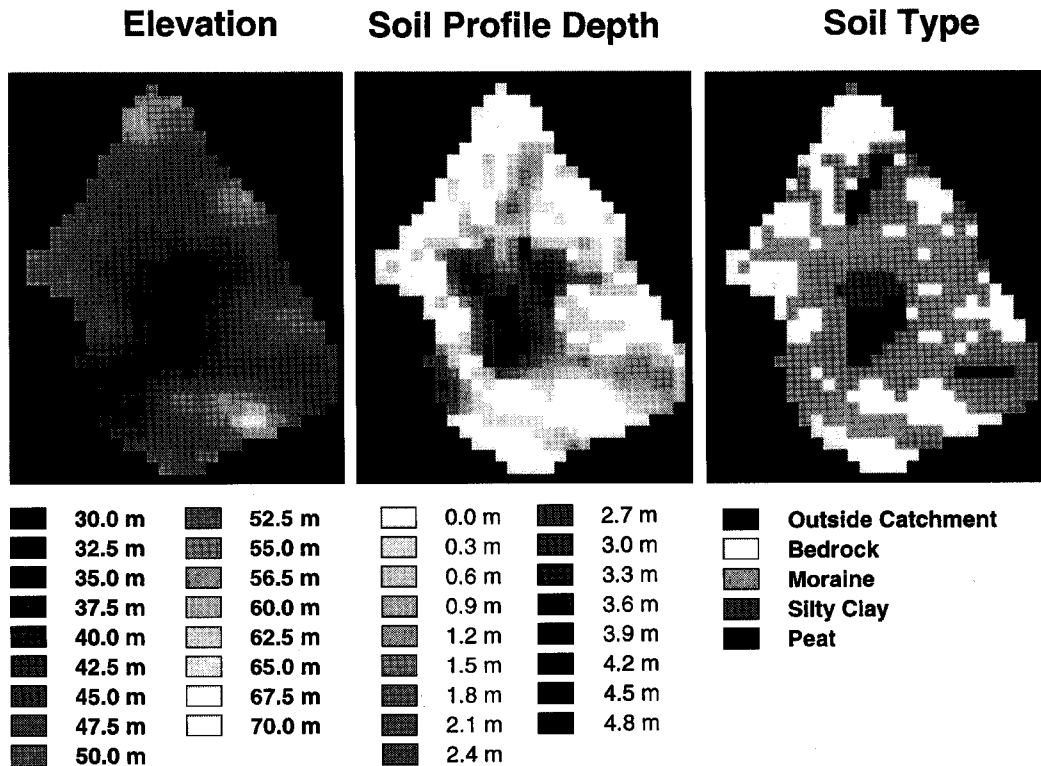 Elevation
Soil Profile Depth
Soil Type
30.0 m
32.5 m
35.0 m
37.5 m
40.0 m
42.5 m
45.0 m
47.5 m
50.0 m
52.5 m
55.0 m
56.5 m
60.0 m
62.5 m
65.0 m
67.5 m
70.0 m
0.0 m
0.3 m
0.6 m
0.9 m
1.2 m
1.5 m
1.8 m
2.1 m
2.4 m
2.7 m
3.0 m
3.3 m
3.6 m
3.9 m
4.2 m
4.5 m
4.8 m
Outside Catchment
Bedrock
Moraine
Silty Clay
Peat